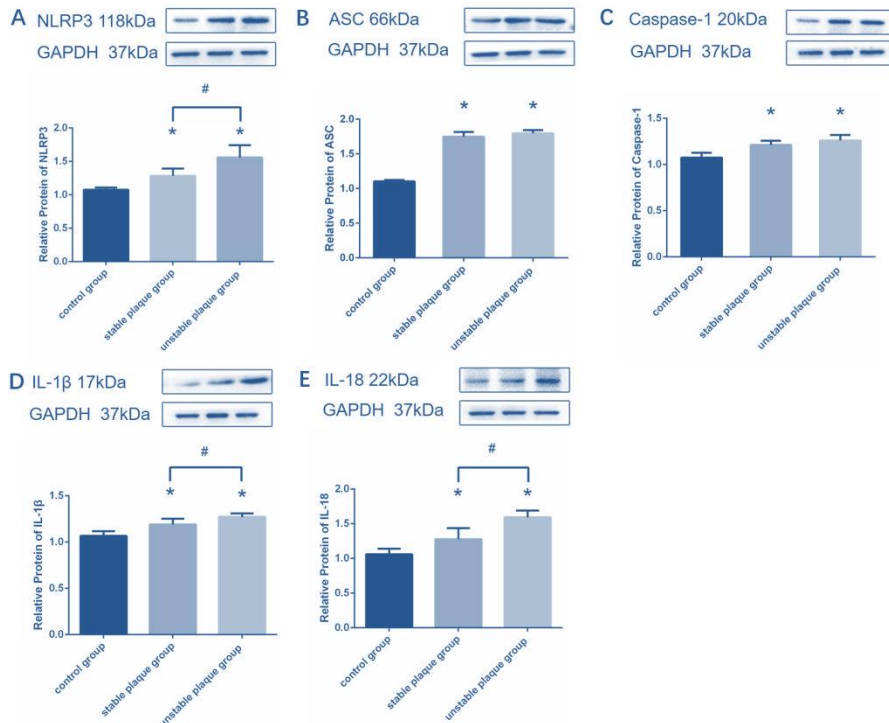 A NLRP3 118kDa
GAPDH 37kDa
#
*
*
Relative Protein of NLRP3
2.0
1.5
1.0
0.5
0.0
control group
stable plaque group
unstable plaque group
B ASC 66kDa
GAPDH 37kDa
*
*
Relative Protein of ASC
2.0
1.5
1.0
0.5
0.0
control group
stable plaque group
unstable plaque group
C Caspase-1 20kDa
GAPDH 37kDa
*
*
Relative Protein of Caspase-1
1.5
1.0
0.5
0.0
control group
stable plaque group
unstable plaque group
D IL-1β 17kDa
GAPDH 37kDa
#
*
*
Relative Protein of IL-1β
1.5
1.0
0.5
0.0
control group
stable plaque group
unstable plaque group
E IL-18 22kDa
GAPDH 37kDa
#
*
*
Relative Protein of IL-18
2.0
1.5
1.0
0.5
0.0
control group
stable plaque group
unstable plaque group